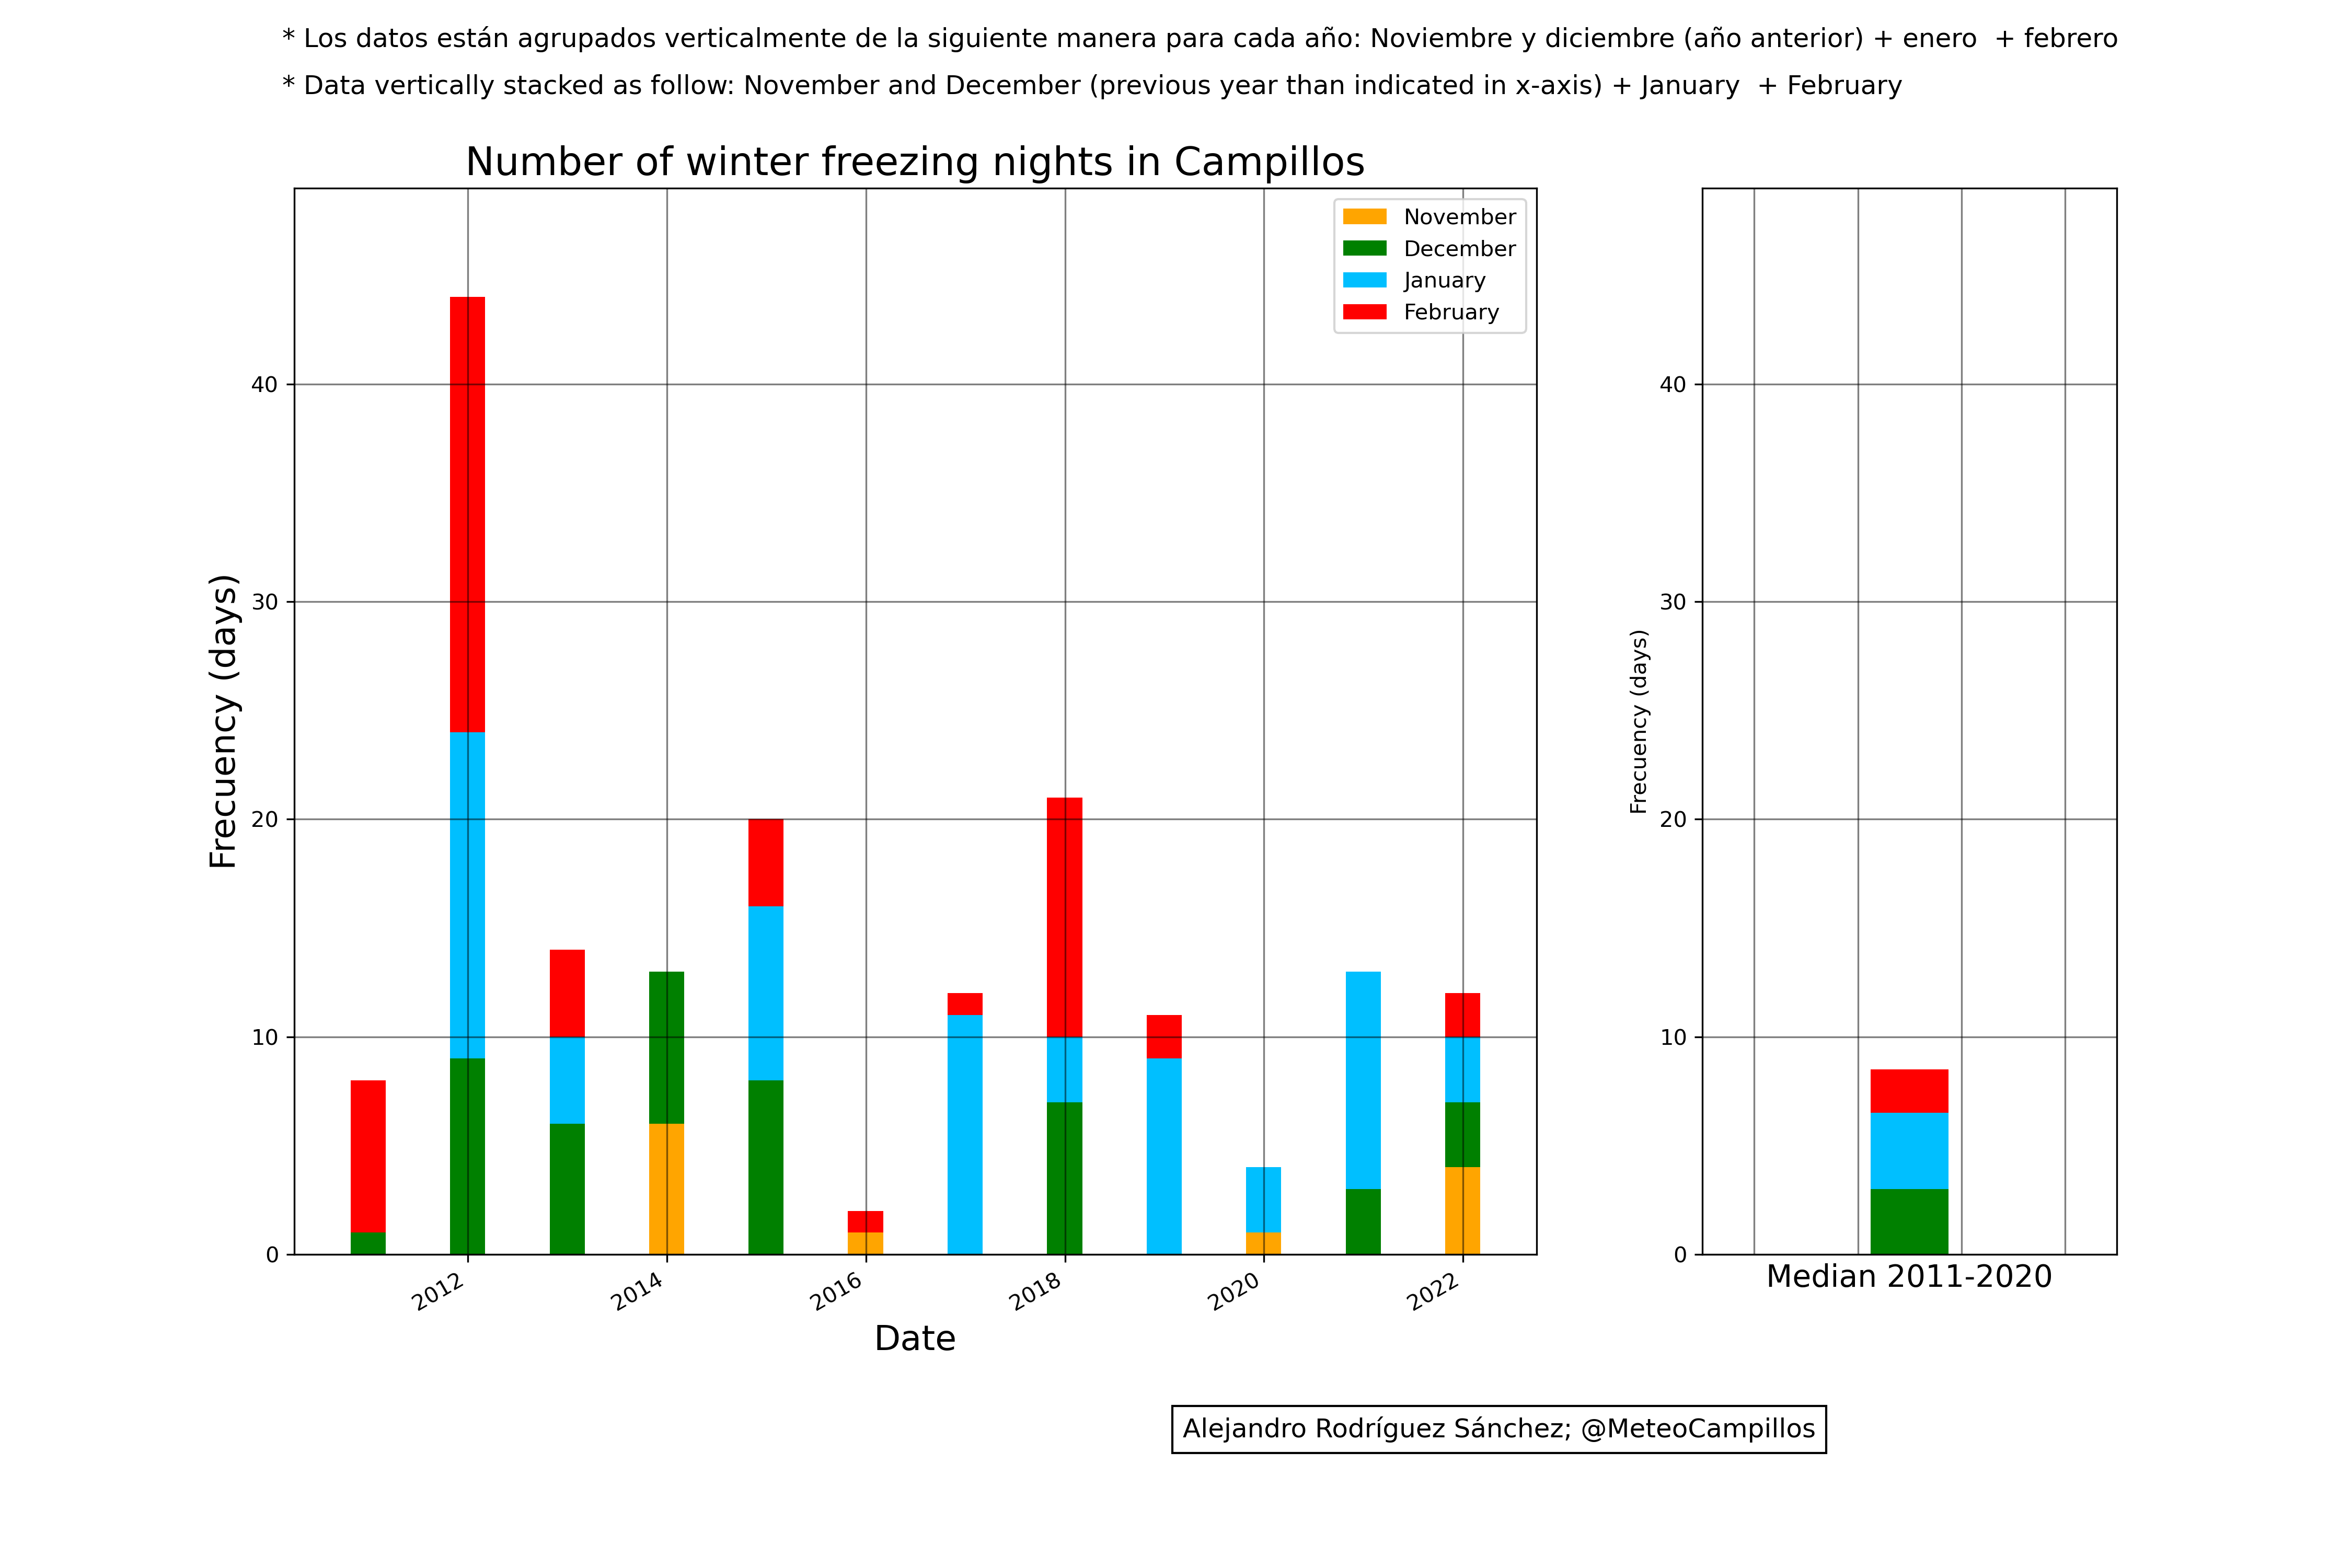 * Los datos están agrupados verticalmente de la siguiente manera para cada año: Noviembre y diciembre (año anterior) + enero  + febrero
* Data vertically stacked as follow: November and December (previous year than indicated in x-axis) + January  + February
Number of winter freezing nights in Campillos
November
December
January
February
Frecuency (days)
40
30
20
10
0
2012
2014
2016
2018
2020
2022
Date
Frecuency (days)
40
30
20
10
0
Median 2011-2020
Alejandro Rodríguez Sánchez; @MeteoCampillos